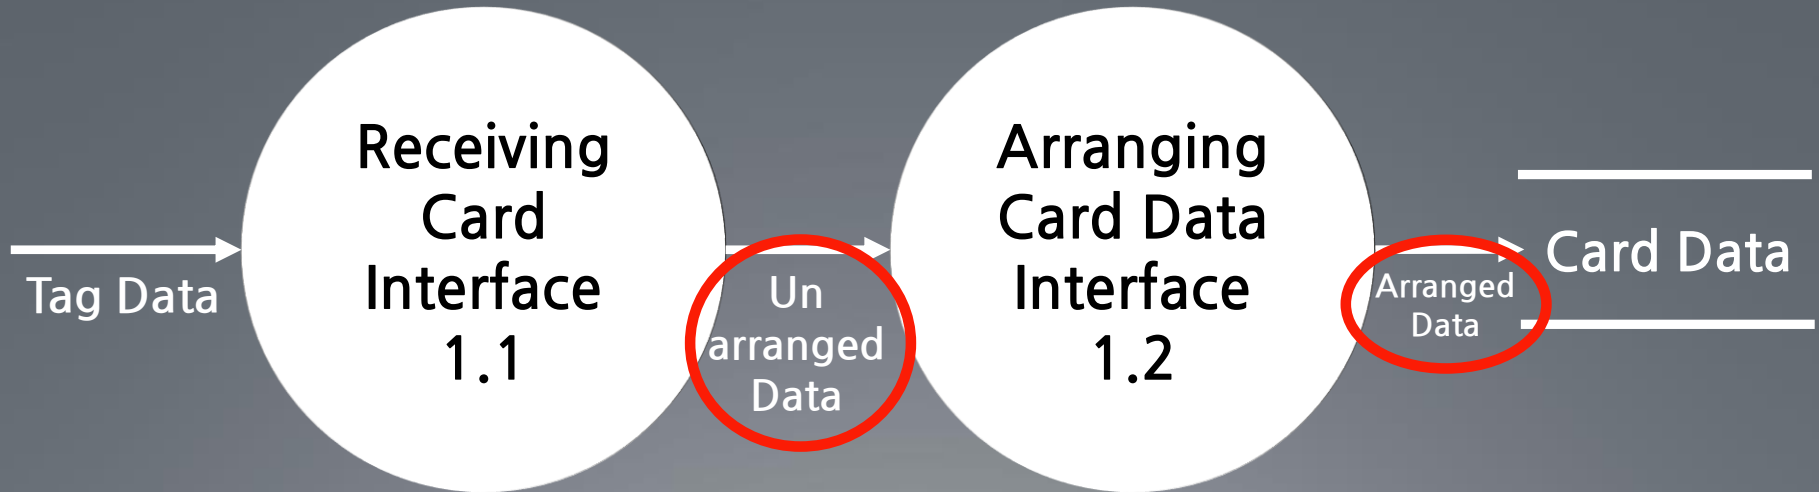 Tag Data
Receiving
Card
Interface
1.1
Un
arranged
Data
Arranging
Card Data
Interface
1.2
Arranged
Data
Card Data